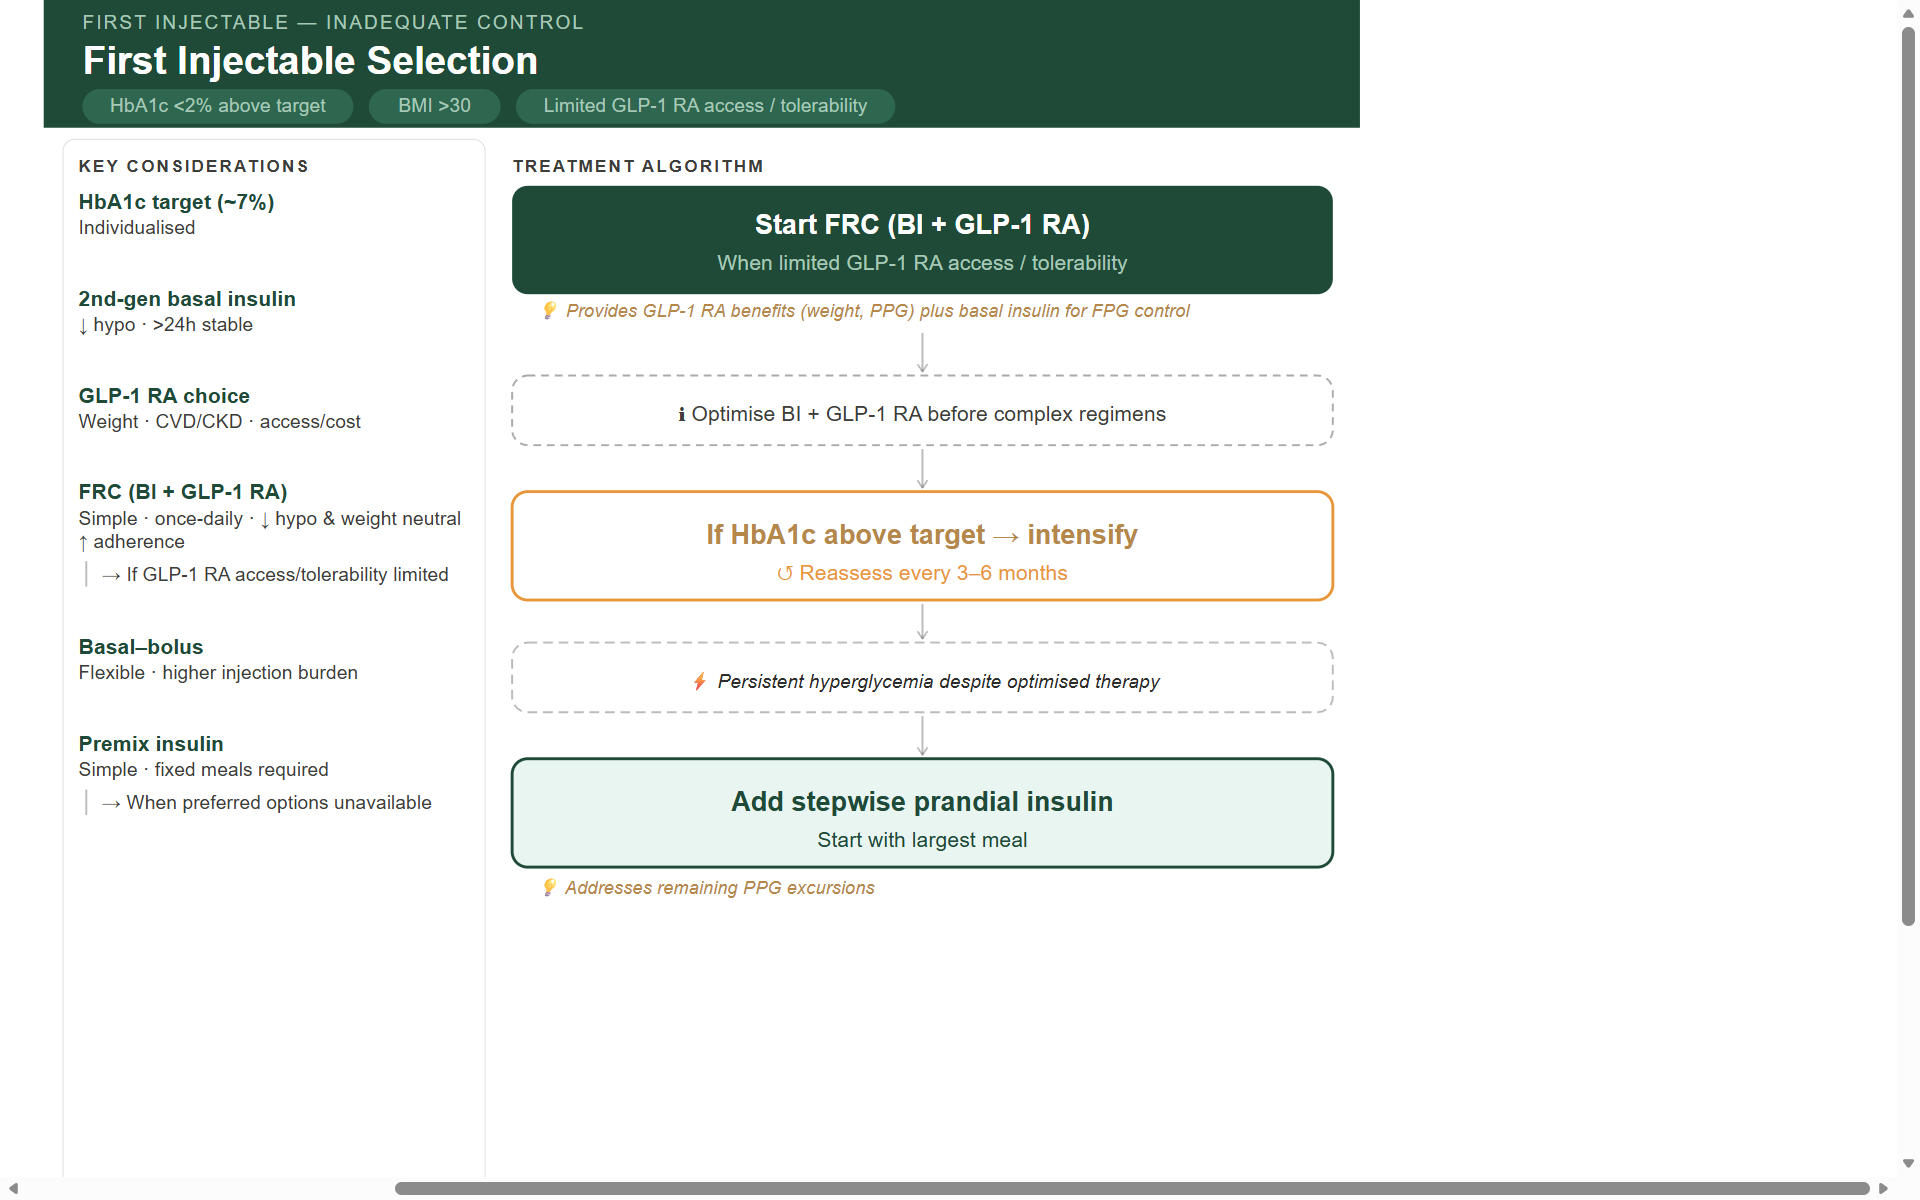 FIRST INJECTABLE — INADEQUATE CONTROL
First Injectable Selection
HbA1c <2% above target
BMI >30
Limited GLP-1 RA access / tolerability
KEY CONSIDERATIONS
HbA1c target (~7%)
Individualised
2nd-gen basal insulin
↓ hypo · >24h stable
GLP-1 RA choice
Weight · CVD/CKD · access/cost
FRC (BI + GLP-1 RA)
Simple · once-daily · ↓ hypo & weight neutral
↑ adherence
→ If GLP-1 RA access/tolerability limited
Basal–bolus
Flexible · higher injection burden
Premix insulin
Simple · fixed meals required
→ When preferred options unavailable
TREATMENT ALGORITHM
Start FRC (BI + GLP-1 RA)
When limited GLP-1 RA access / tolerability
💡 Provides GLP-1 RA benefits (weight, PPG) plus basal insulin for FPG control
ℹ Optimise BI + GLP-1 RA before complex regimens
If HbA1c above target → intensify
↺ Reassess every 3–6 months
⚡ Persistent hyperglycemia despite optimised therapy
Add stepwise prandial insulin
Start with largest meal
💡 Addresses remaining PPG excursions